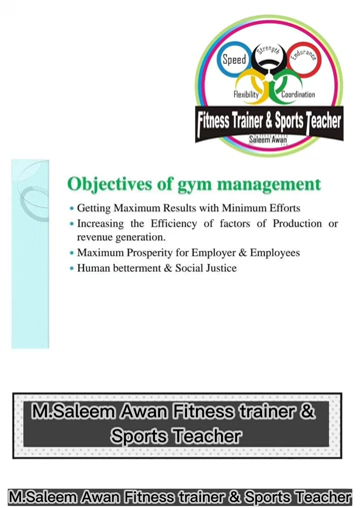 Speed
Strength
Endurance
Flexibility
Coordination
Fitness Trainer & Sports Teacher
Saleem Awan
Objectives of gym management
• Getting Maximum Results with Minimum Efforts
• Increasing the Efficiency of factors of Production or
revenue generation.
• Maximum Prosperity for Employer & Employees
• Human betterment & Social Justice
M.Saleem Awan Fitness trainer &
Sports Teacher
M.Saleem Awan Fitness trainer & Sports Teacher